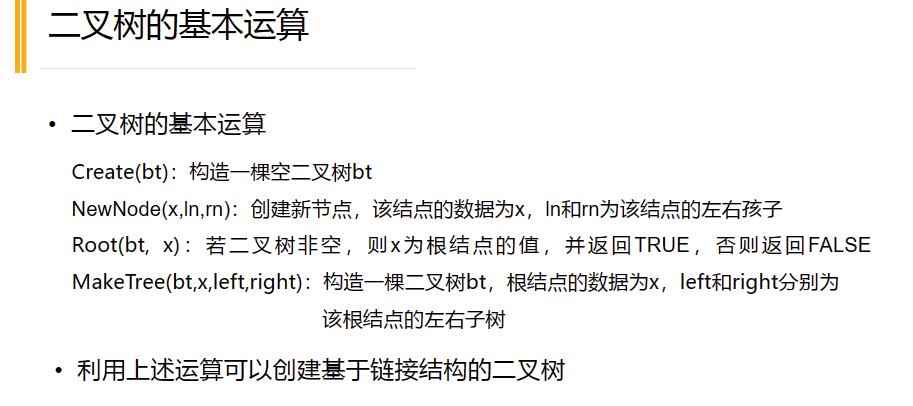 二叉树的基本运算
• 二叉树的基本运算
Create(bt)：构造一棵空二叉树bt
NewNode(x,ln,rn)：创建新节点，该结点的数据为x，ln和rn为该结点的左右孩子
Root(bt, x)：若二叉树非空，则x为根结点的值，并返回TRUE，否则返回FALSE
MakeTree(bt,x,left,right)：构造一棵二叉树bt，根结点的数据为x，left和right分别为
该根结点的左右子树
• 利用上述运算可以创建基于链接结构的二叉树